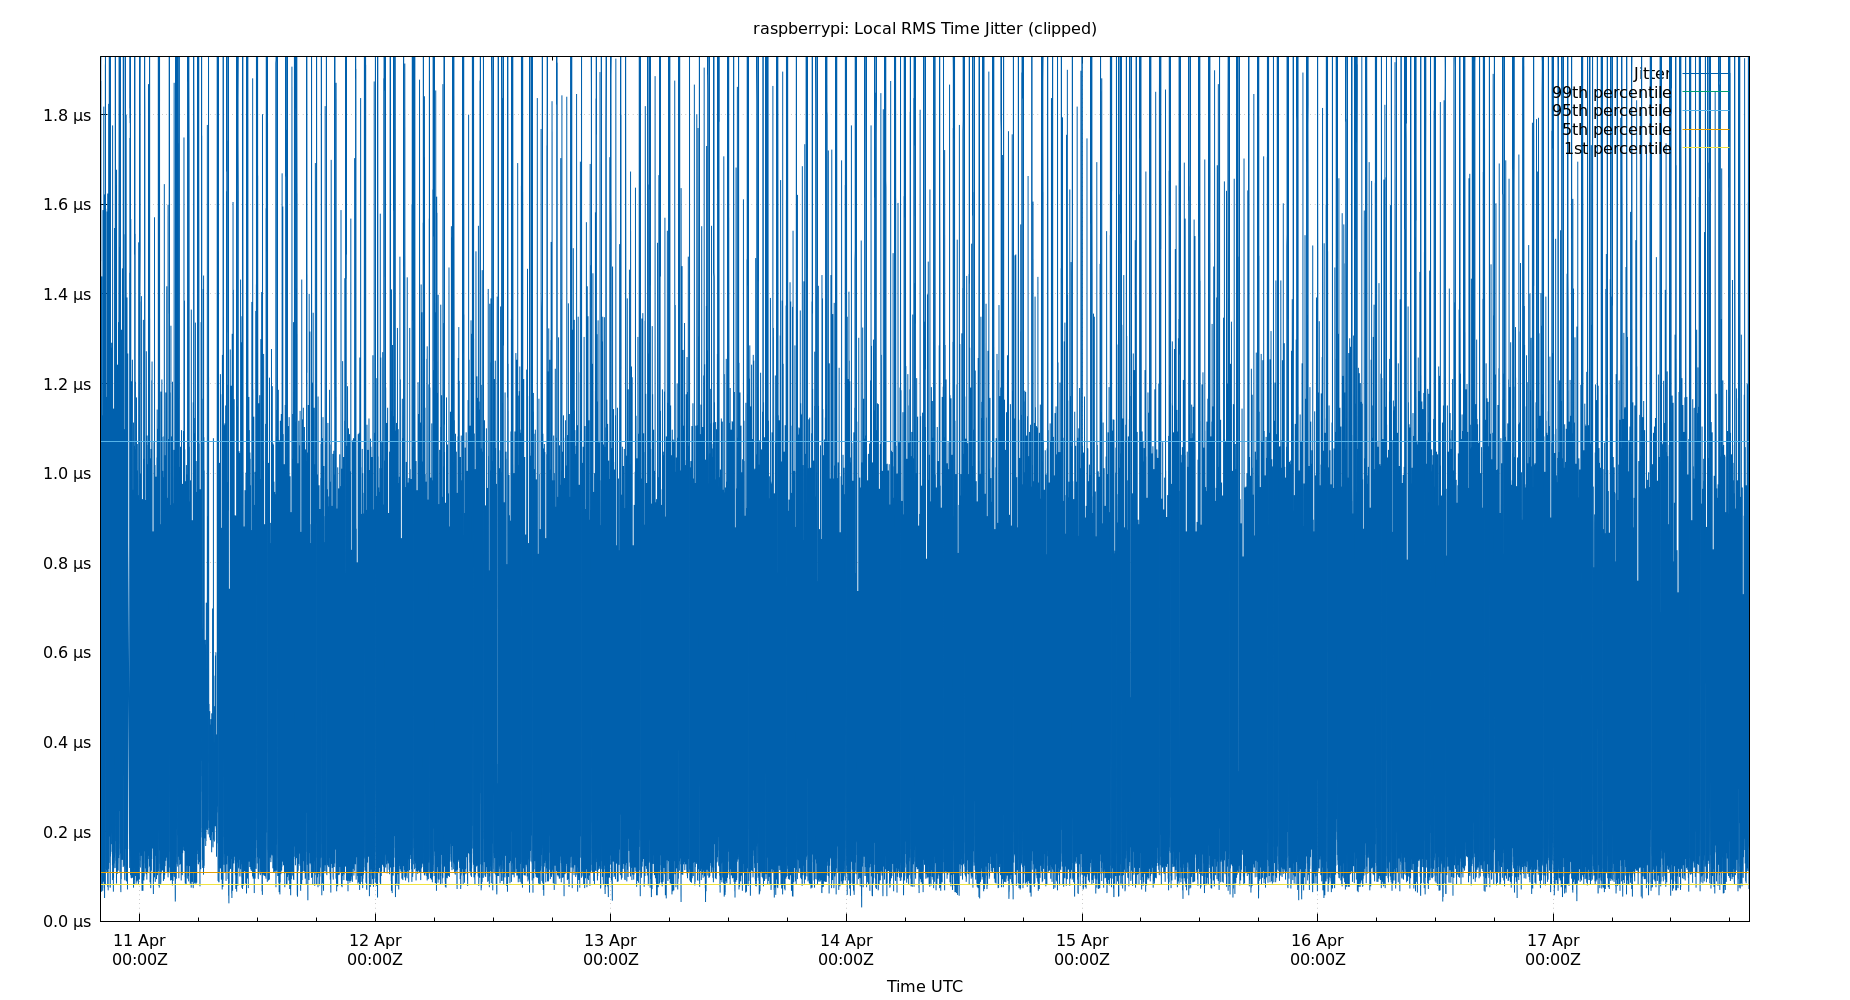 raspberrypi: Local RMS Time Jitter (clipped)
Jitter
99th percentile
95th percentile
5th percentile
1st percentile
1.8 μs
1.6 μs
1.4 μs
1.2 μs
1.0 μs
0.8 μs
0.6 μs
0.4 μs
0.2 μs
0.0 μs
11 Apr 12 Apr 13 Apr 14 Apr 15 Apr 16 Apr 17 Apr
00:00Z 00:00Z 00:00Z 00:00Z 00:00Z 00:00Z 00:00Z
Time UTC